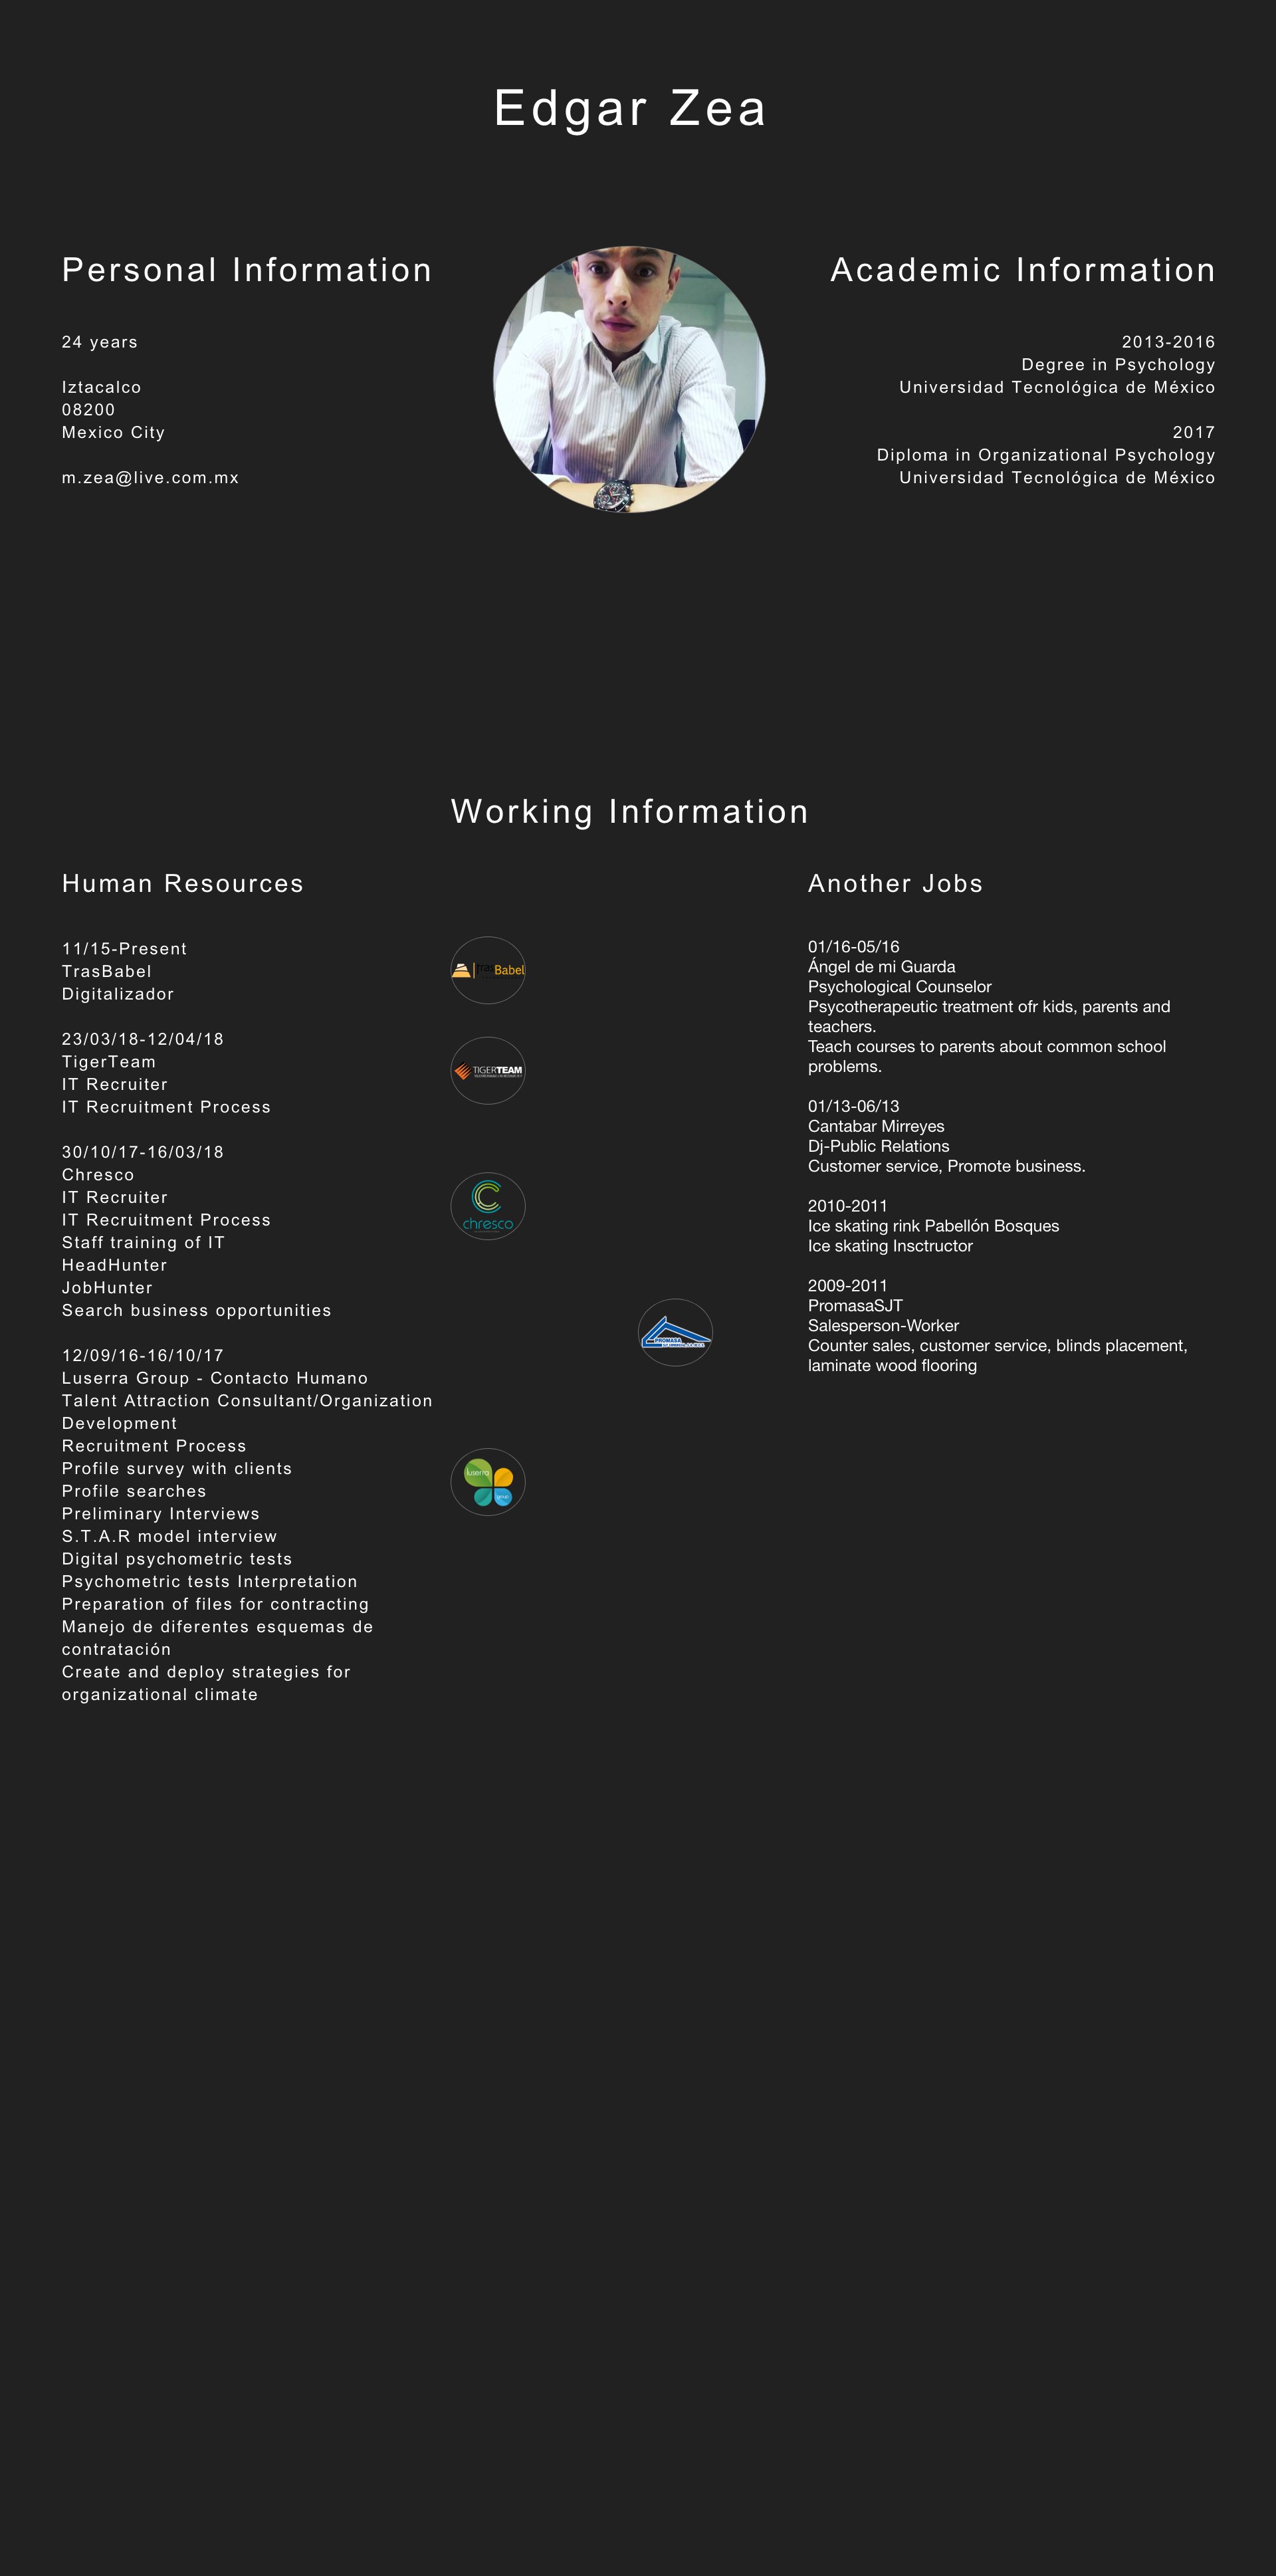 Edgar Zea
Personal Information
24 years
Iztacalco
08200
Mexico City
m.zea@live.com.mx
Academic Information
2013-2016
Degree in Psychology
Universidad Tecnológica de México
2017
Diploma in Organizational Psychology
Universidad Tecnológica de México
Working Information
Human Resources
11/15-Present
TrasBabel
Digitalizador
23/03/18-12/04/18
TigerTeam
IT Recruiter
IT Recruitment Process
30/10/17-16/03/18
Chresco
IT Recruiter
IT Recruitment Process
Staff training of IT
HeadHunter
JobHunter
Search business opportunities
12/09/16-16/10/17
Luserra Group - Contacto Humano
Talent Attraction Consultant/Organization
Development
Recruitment Process
Profile survey with clients
Profile searches
Preliminary Interviews
S.T.A.R model interview
Digital psychometric tests
Psychometric tests Interpretation
Preparation of files for contracting
Manejo de diferentes esquemas de
contratación
Create and deploy strategies for
organizational climate
TrasBabel
TIGERTEAM
chresco
PROMASA
luserra
Another Jobs
01/16-05/16
Ángel de mi Guarda
Psychological Counselor
Psycotherapeutic treatment ofr kids, parents and
teachers.
Teach courses to parents about common school
problems.
01/13-06/13
Cantabar Mirreyes
Dj-Public Relations
Customer service, Promote business.
2010-2011
Ice skating rink Pabellón Bosques
Ice skating Insctructor
2009-2011
PromasaSJT
Salesperson-Worker
Counter sales, customer service, blinds placement,
laminate wood flooring